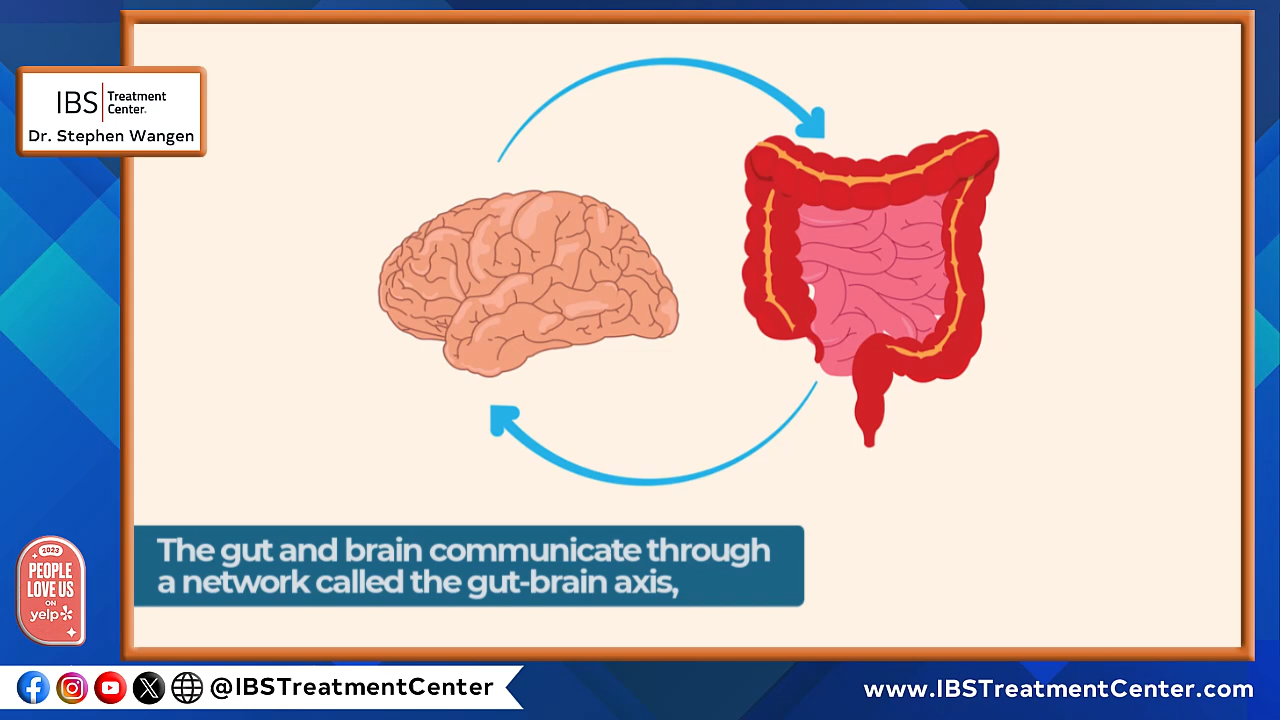 IBS Treatment Center.
Dr. Stephen Wangen
The gut and brain communicate through
a network called the gut-brain axis,
2023
PEOPLE
LOVE US
ON
yelp
@IBSTreatmentCenter
www.IBSTreatmentCenter.com